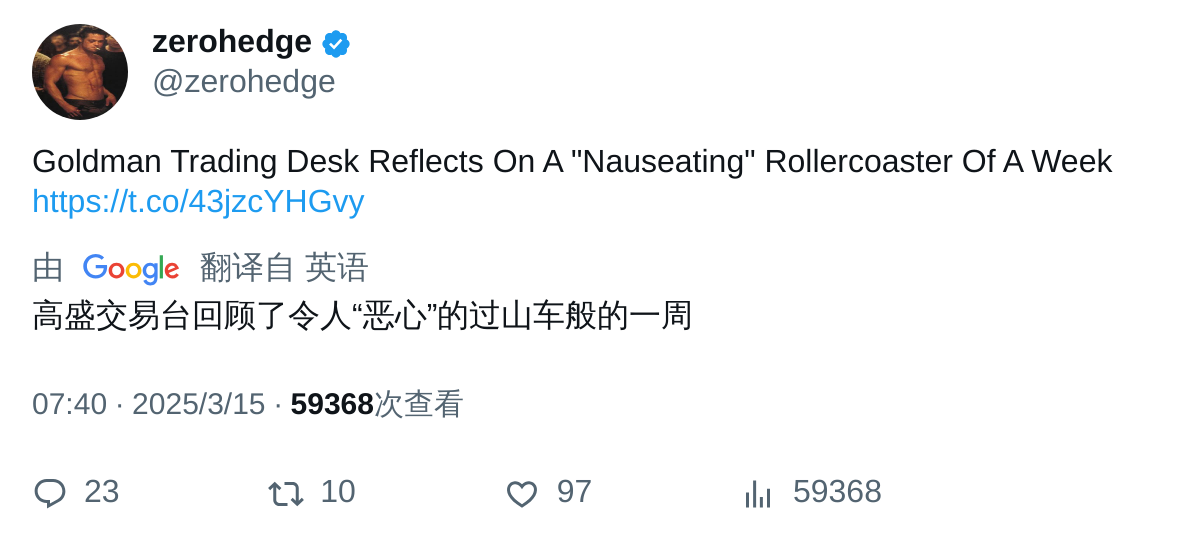 zerohedge
@zerohedge
Goldman Trading Desk Reflects On A "Nauseating" Rollercoaster Of A Week
https://t.co/43jzcYHGvy
由 Google 翻译自 英语
高盛交易台回顾了令人“恶心”的过山车般的一周
07:40 · 2025/3/15 · 59368次查看
23 10 97 59368